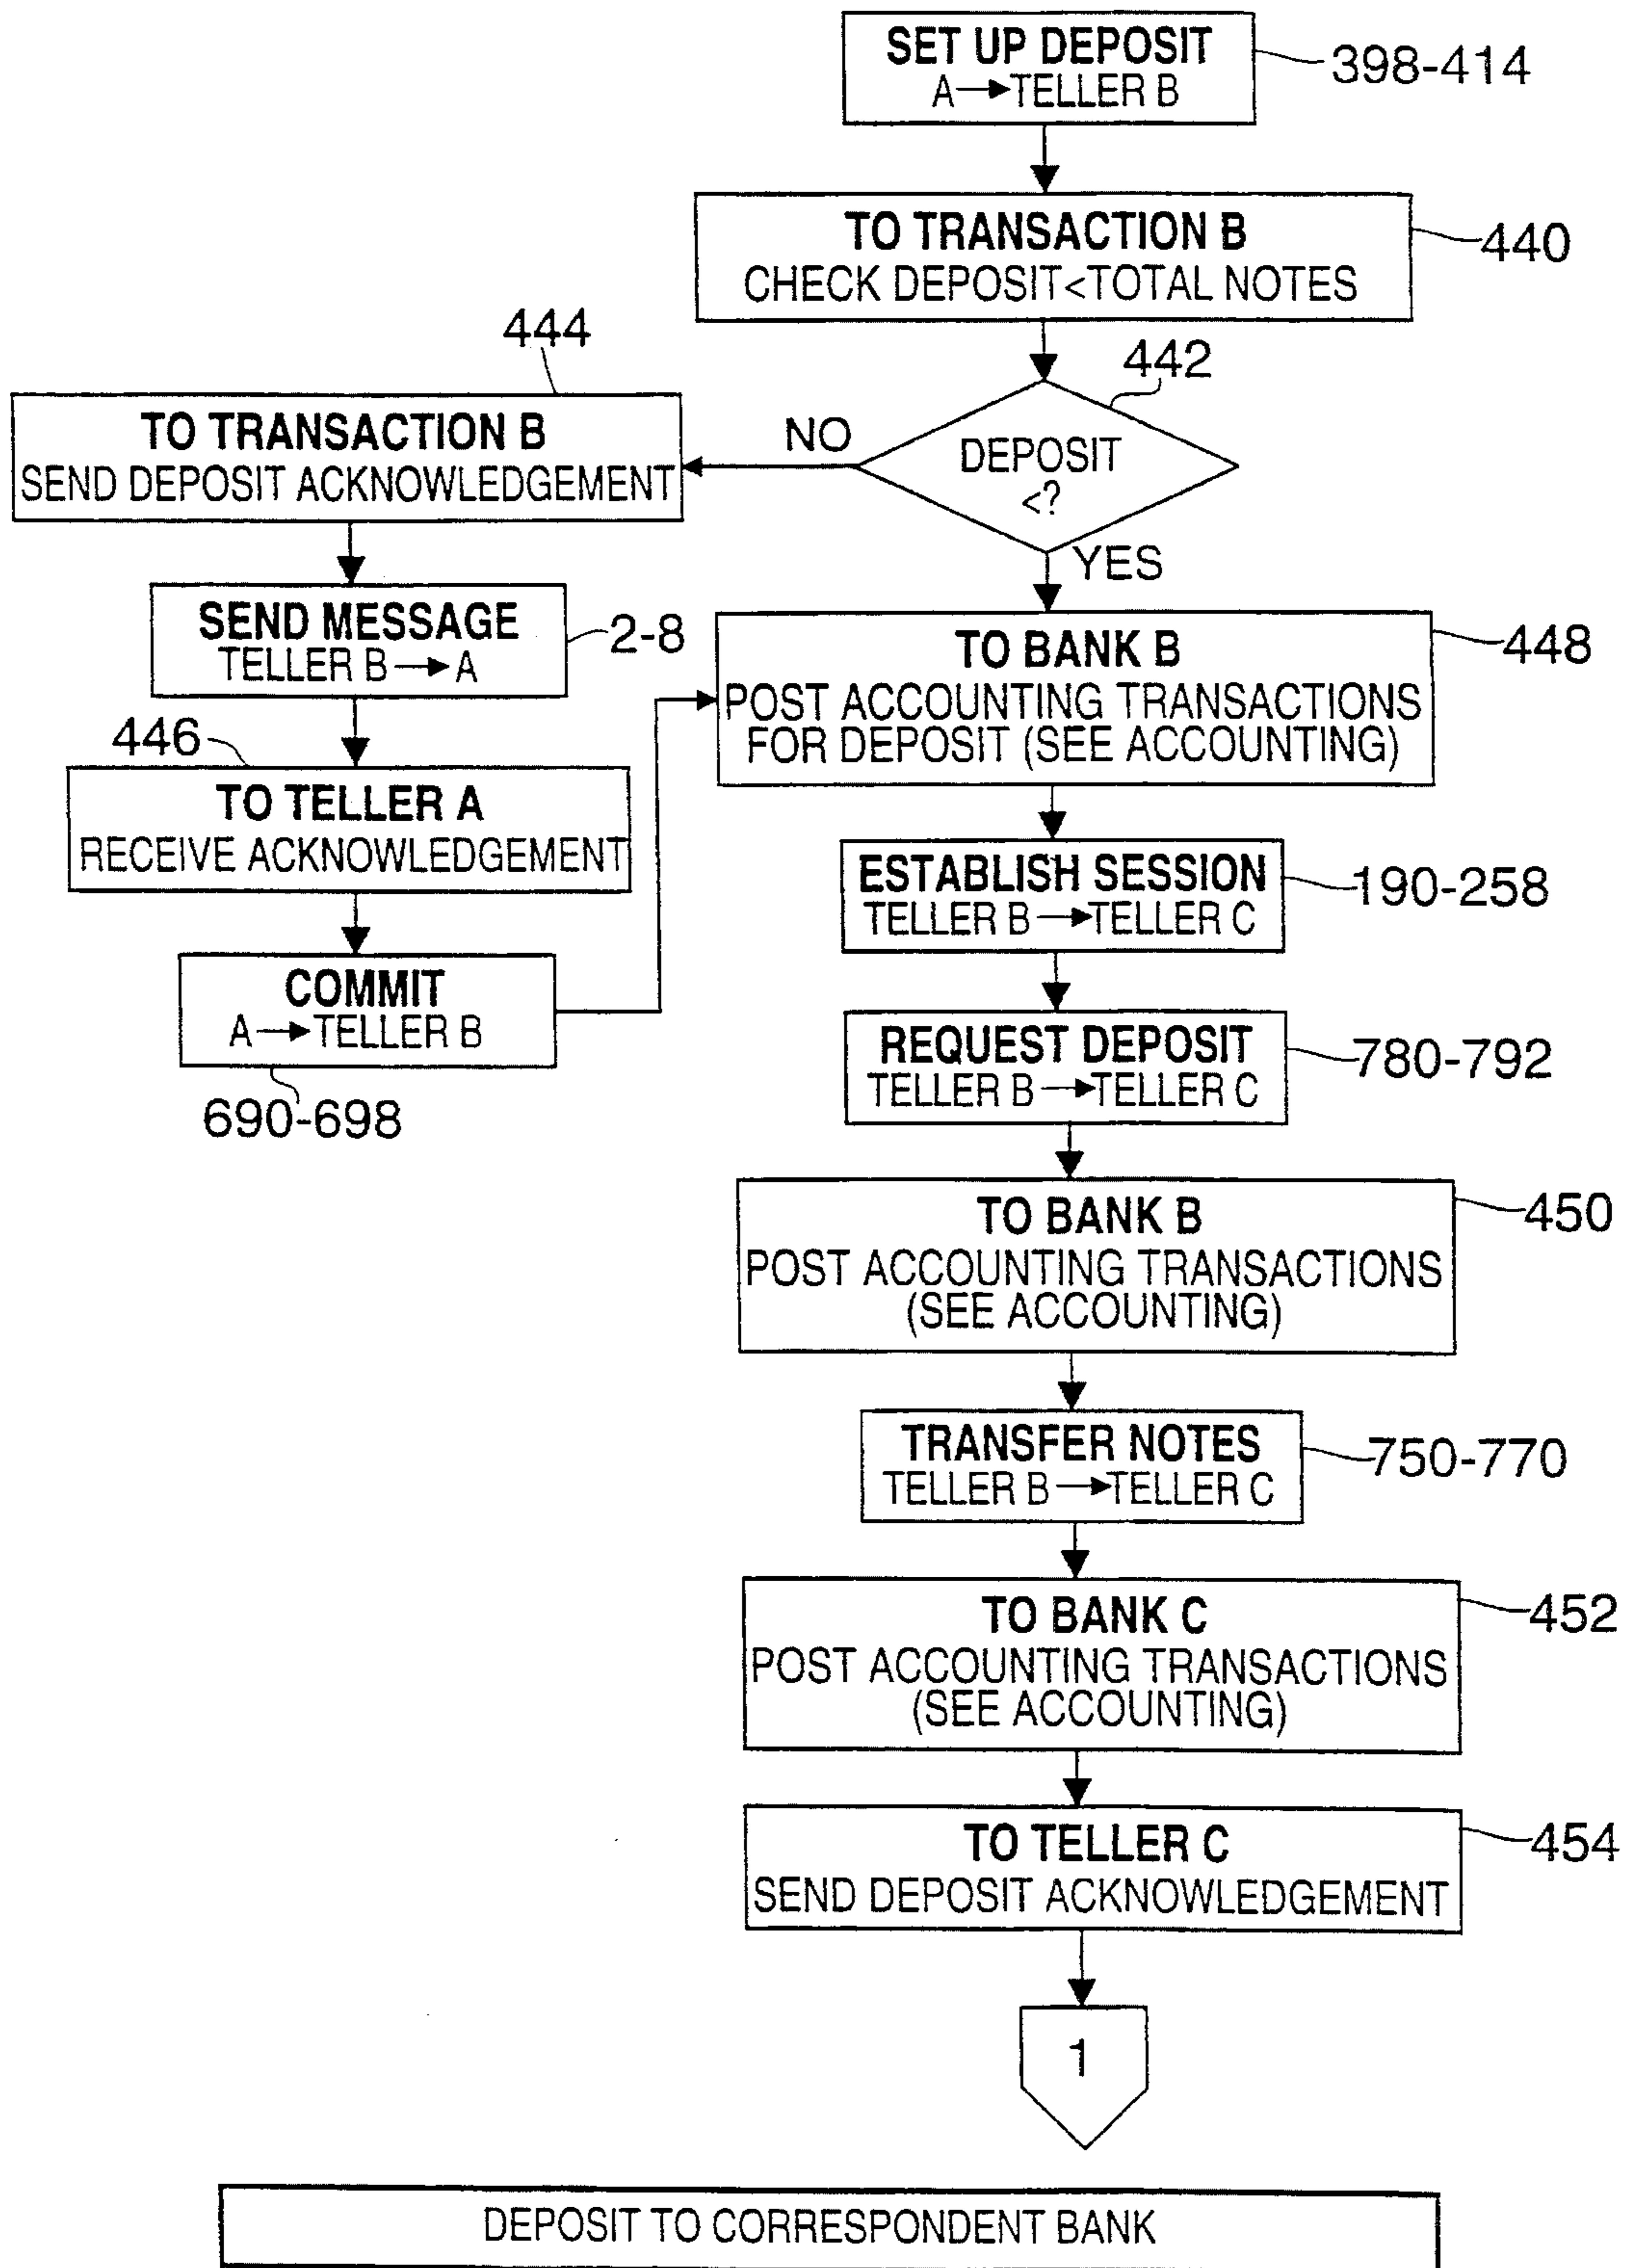 SET UP DEPOSIT
A→TELLER B
398-414
TO TRANSACTION B
CHECK DEPOSIT<TOTAL NOTES
440
442
DEPOSIT
<?
NO
YES
444
TO TRANSACTION B
SEND DEPOSIT ACKNOWLEDGEMENT
SEND MESSAGE
TELLER B→A
2-8
446
TO TELLER A
RECEIVE ACKNOWLEDGEMENT
COMMIT
A→TELLER B
690-698
TO BANK B
POST ACCOUNTING TRANSACTIONS
FOR DEPOSIT (SEE ACCOUNTING)
448
ESTABLISH SESSION
TELLER B→TELLER C
190-258
REQUEST DEPOSIT
TELLER B→TELLER C
780-792
TO BANK B
POST ACCOUNTING TRANSACTIONS
(SEE ACCOUNTING)
450
TRANSFER NOTES
TELLER B→TELLER C
750-770
TO BANK C
POST ACCOUNTING TRANSACTIONS
(SEE ACCOUNTING)
452
TO TELLER C
SEND DEPOSIT ACKNOWLEDGEMENT
454
1
DEPOSIT TO CORRESPONDENT BANK